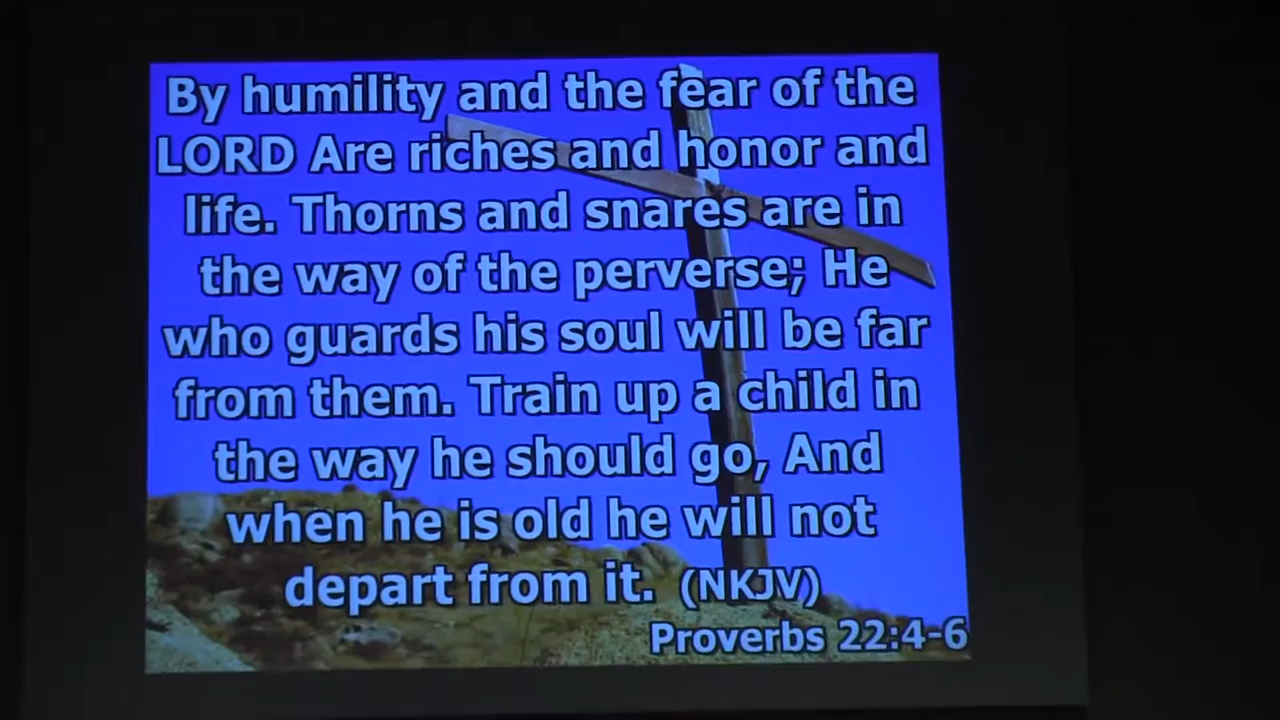 By humility and the fear of the
LORD Are riches and honor and
life. Thorns and snares are in
the way of the perverse; He
who guards his soul will be far
from them. Train up a child in
the way he should go, And
when he is old he will not
depart from it. (NKJV)
Proverbs 22:4-6